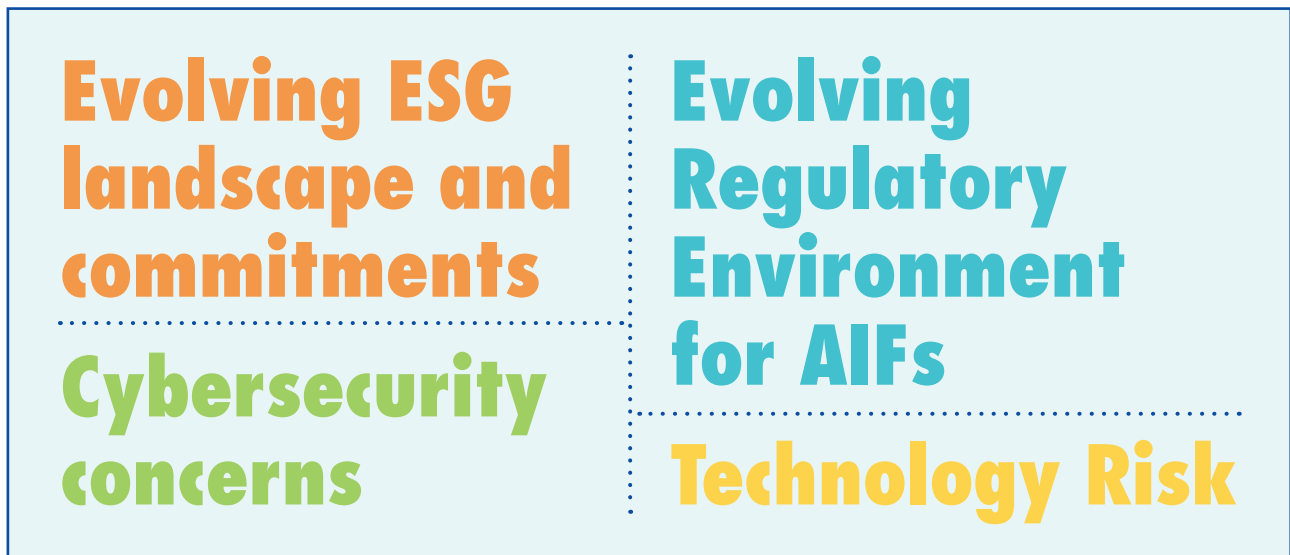 Evolving ESG
landscape and
commitments
Cybersecurity
concerns
Evolving
Regulatory
Environment
for AIFs
Technology Risk